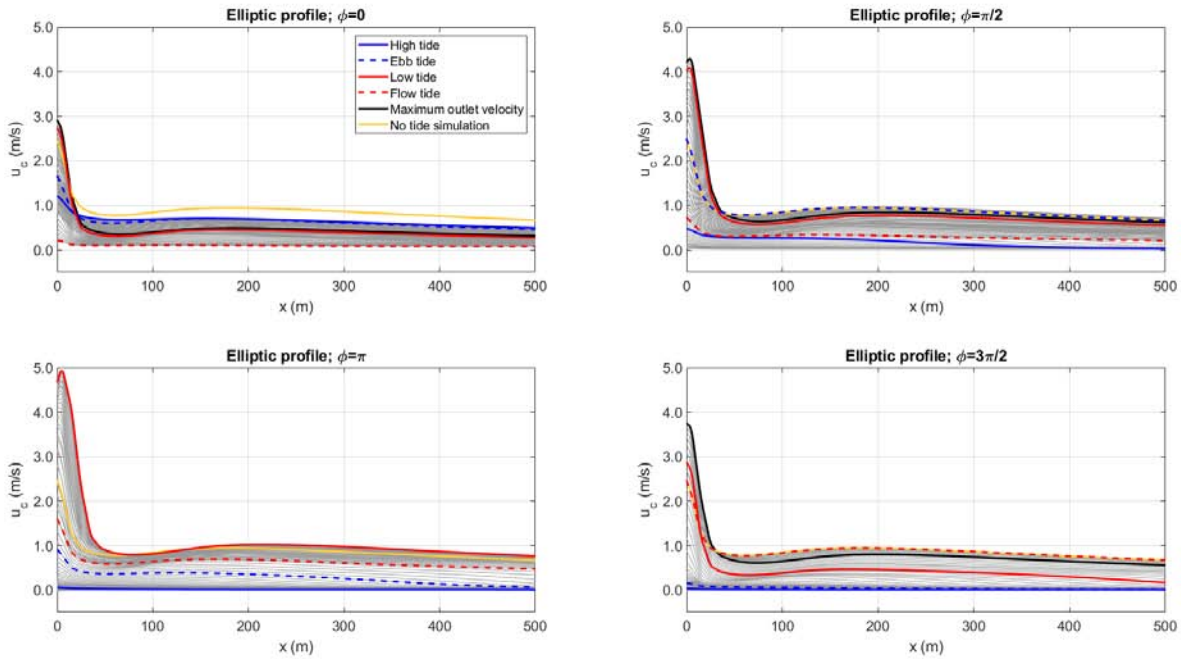 Elliptic profile; ϕ=0
5.0
4.0
3.0
2.0
1.0
0.0
u_c (m/s)
High tide
Ebb tide
Low tide
Flow tide
Maximum outlet velocity
No tide simulation
0 100 200 300 400 500
x (m)
Elliptic profile; ϕ=π/2
5.0
4.0
3.0
2.0
1.0
0.0
u_c (m/s)
0 100 200 300 400 500
x (m)
Elliptic profile; ϕ=π
5.0
4.0
3.0
2.0
1.0
0.0
u_c (m/s)
0 100 200 300 400 500
x (m)
Elliptic profile; ϕ=3π/2
5.0
4.0
3.0
2.0
1.0
0.0
u_c (m/s)
0 100 200 300 400 500
x (m)